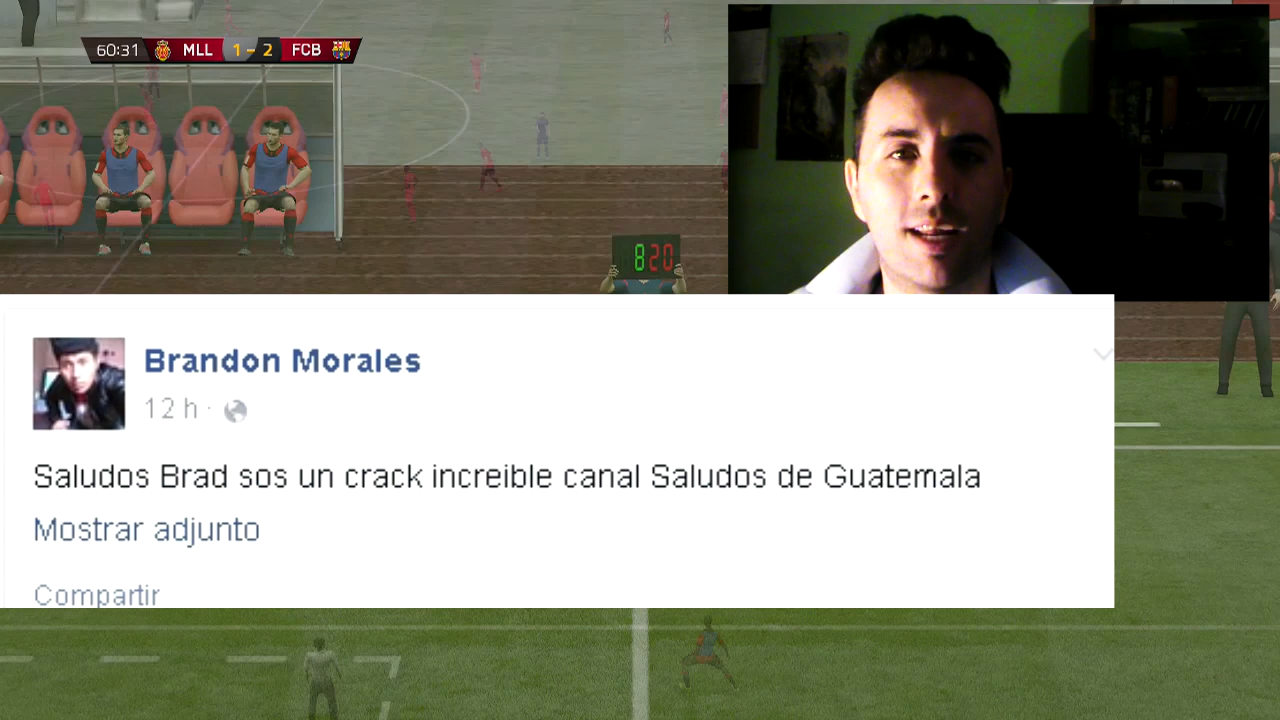 60:31 MLL 1 - 2 FCB
8 20
Brandon Morales
12 h ·
Saludos Brad sos un crack increible canal Saludos de Guatemala
Mostrar adjunto
Compartir